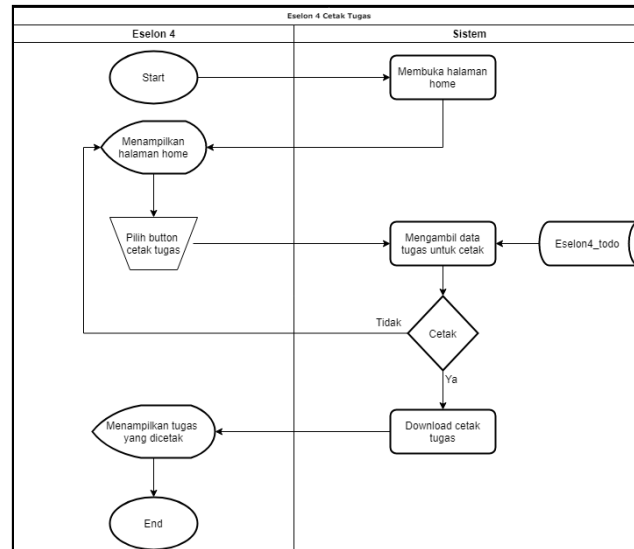 Eselon 4 Cetak Tugas
Eselon 4
Sistem
Start
Membuka halaman
home
Menampilkan
halaman home
Pilih button
cetak tugas
Mengambil data
tugas untuk cetak
Eselon4_todo
Tidak
Cetak
Ya
Menampilkan tugas
yang dicetak
Download cetak
tugas
End